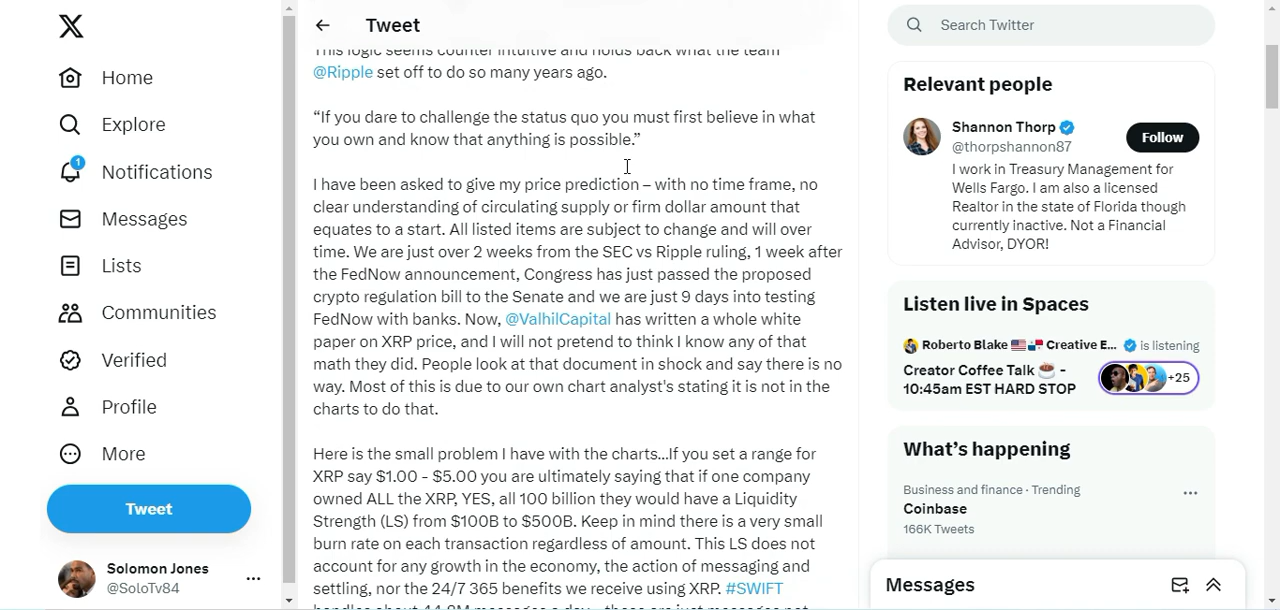 Home
Explore
1
Notifications
Messages
Lists
Communities
Verified
Profile
More
Tweet
Solomon Jones
@SoLoTv84
Tweet
This logic seems counter intuitive and holds back what the team
@Ripple set off to do so many years ago.
“If you dare to challenge the status quo you must first believe in what
you own and know that anything is possible.”
I have been asked to give my price prediction – with no time frame, no
clear understanding of circulating supply or firm dollar amount that
equites to a start. All listed items are subject to change and will over
time. We are just over 2 weeks from the SEC vs Ripple ruling, 1 week after
the FedNow announcement, Congress has just passed the proposed
crypto regulation bill to the Senate and we are just 9 days into testing
FedNow with banks. Now, @ValhilCapital has written a whole white
paper on XRP price, and I will not pretend to think I know any of that
math they did. People look at that document in shock and say there is no
way. Most of this is due to our own chart analyst's stating it is not in the
charts to do that.
Here is the small problem I have with the charts...If you set a range for
XRP say $1.00 - $5.00 you are ultimately saying that if one company
owned ALL the XRP, YES, all 100 billion they would have a Liquidity
Strength (LS) from $100B to $500B. Keep in mind there is a very small
burn rate on each transaction regardless of amount. This LS does not
account for any growth in the economy, the action of messaging and
settling, nor the 24/7 365 benefits we receive using XRP. #SWIFT
handles about 44.8M messages a day – these are just messages not
Search Twitter
Relevant people
Shannon Thorp
@thorpshannon87
Follow
I work in Treasury Management for
Wells Fargo. I am also a licensed
Realtor in the state of Florida though
currently inactive. Not a Financial
Advisor, DYOR!
Listen live in Spaces
Roberto Blake 🇺🇸🇵🇦 Creative E... is listening
Creator Coffee Talk ☕ -
10:45am EST HARD STOP
+25
What’s happening
Business and finance · Trending
Coinbase
166K Tweets
Messages